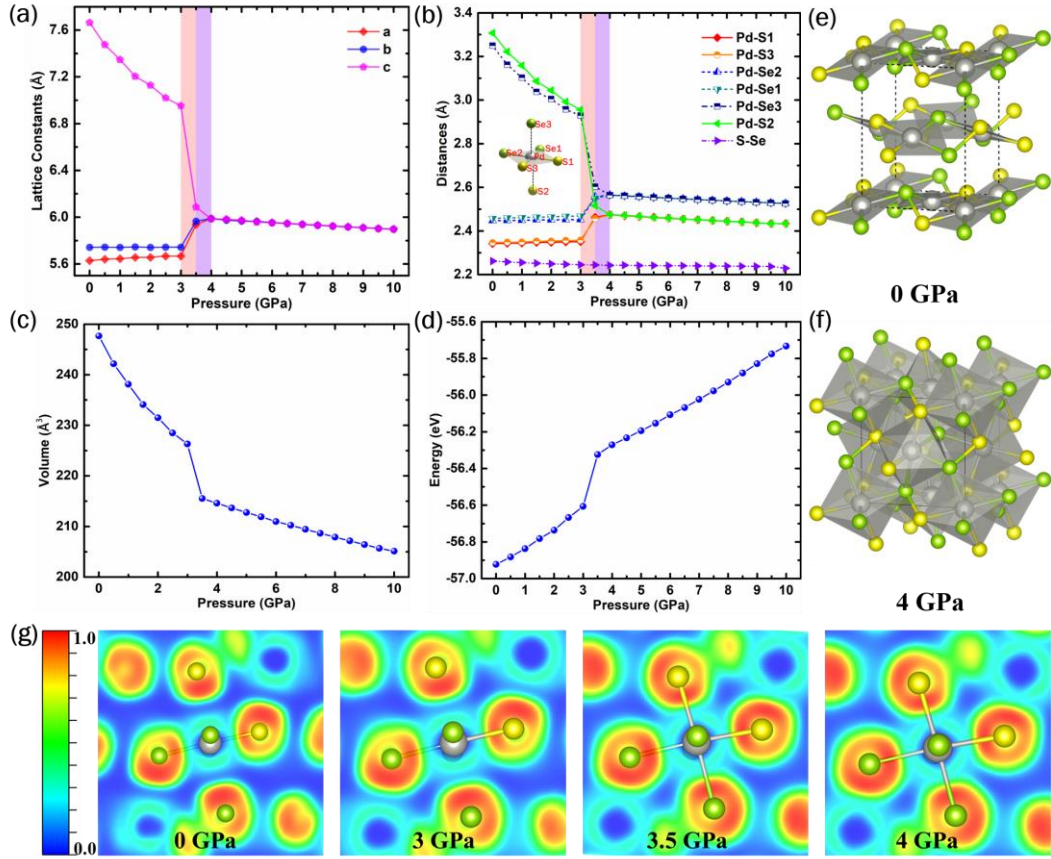 (a)
Lattice Constants (Å)
7.6
7.2
6.8
6.4
6.0
5.6
a
b
c
0 1 2 3 4 5 6 7 8 9 10
Pressure (GPa)
(b)
Distances (Å)
3.4
3.2
3.0
2.8
2.6
2.4
2.2
Pd-S1
Pd-S3
Pd-Se2
Pd-Se1
Pd-Se3
Pd-S2
S-Se
Se3
Se1
Se2
Pd
S1
S3
S2
0 1 2 3 4 5 6 7 8 9 10
Pressure (GPa)
(e)
0 GPa
(c)
Volume (Å³)
250
240
230
220
210
200
0 1 2 3 4 5 6 7 8 9 10
Pressure (GPa)
(d)
Energy (eV)
-55.6
-55.8
-56.0
-56.2
-56.4
-56.6
-56.8
-57.0
0 1 2 3 4 5 6 7 8 9 10
Pressure (GPa)
(f)
4 GPa
(g)
1.0
0.0
0 GPa
3 GPa
3.5 GPa
4 GPa